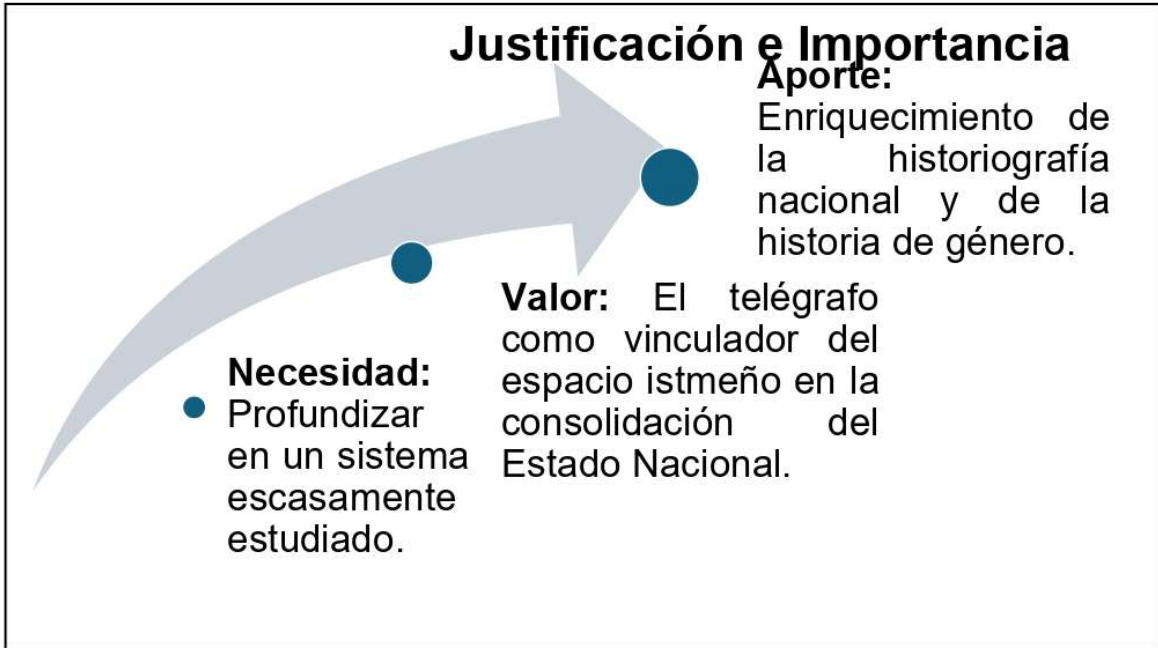 Justificación e Importancia
Necesidad:
Profundizar
en un sistema
escasamente
estudiado.
Valor: El telégrafo
como vinculador del
espacio istmeño en la
consolidación del
Estado Nacional.
Aporte:
Enriquecimiento de
la historiografía
nacional y de la
historia de género.